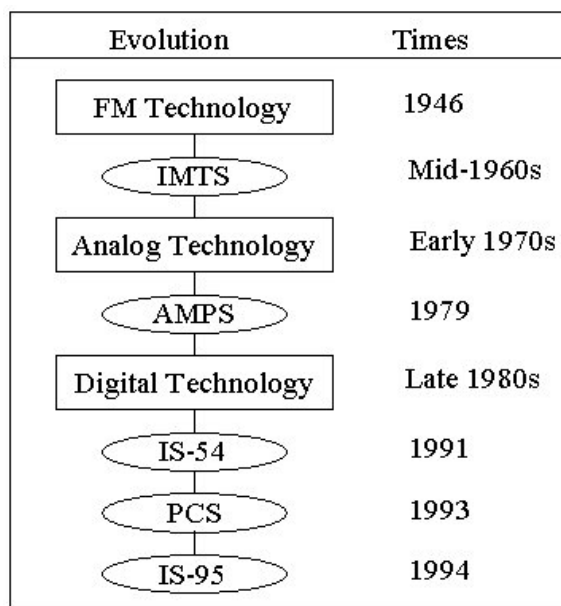 Evolution Times
FM Technology 1946
IMTS Mid-1960s
Analog Technology Early 1970s
AMPS 1979
Digital Technology Late 1980s
IS-54 1991
PCS 1993
IS-95 1994